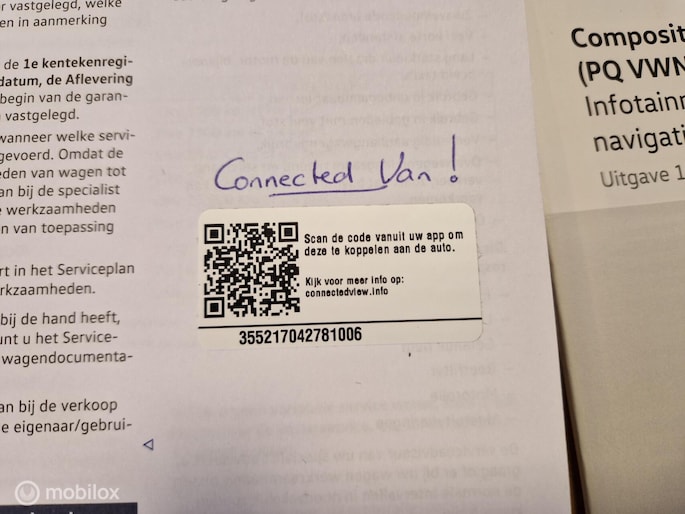 r vastgelegd, welke
en in aanmerking
de 1e kentekenregi-
datum, de Aflevering
begin van de garan-
vastgelegd.
wanneer welke servi-
gevoerd. Omdat de
eden van wagen tot
an bij de specialist
e werkzaamheden
en van toepassing
rt in het Serviceplan
rkzaamheden.
bij de hand heeft,
unt u het Service-
wagendocumenta-
an bij de verkoop
e eigenaar/gebrui-
Connected Van!
Scan de code vanuit uw app om
deze te koppelen aan de auto.
Kijk voor meer info op:
connectedview.info
355217042781006
Composit
(PQ VWN
Infotainm
navigati
Uitgave 1
mobilox